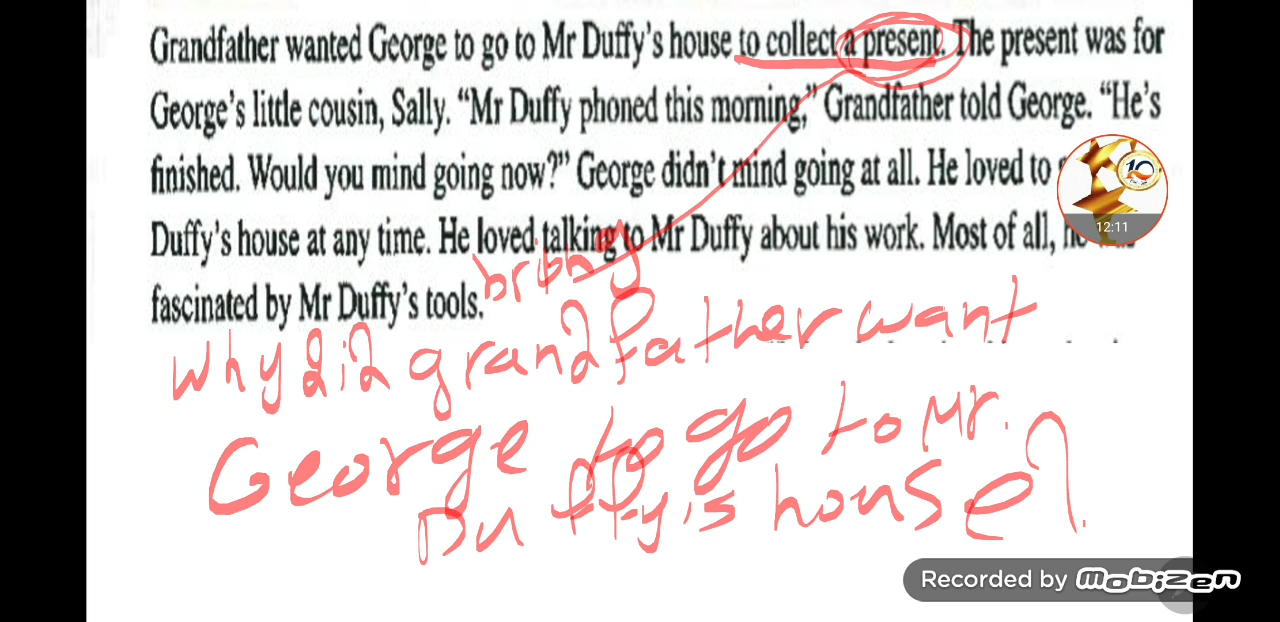 Grandfather wanted George to go to Mr Duffy's house to collect a present. The present was for
George's little cousin, Sally. “Mr Duffy phoned this morning,” Grandfather told George. “He's
finished. Would you mind going now?” George didn't mind going at all. He loved to
Duffy's house at any time. He loved talking to Mr Duffy about his work. Most of all, he
fascinated by Mr Duffy's tools.
why did grandfather want
George to go to Mr.
Duffy's house?
10
12:11
Recorded by mobizen